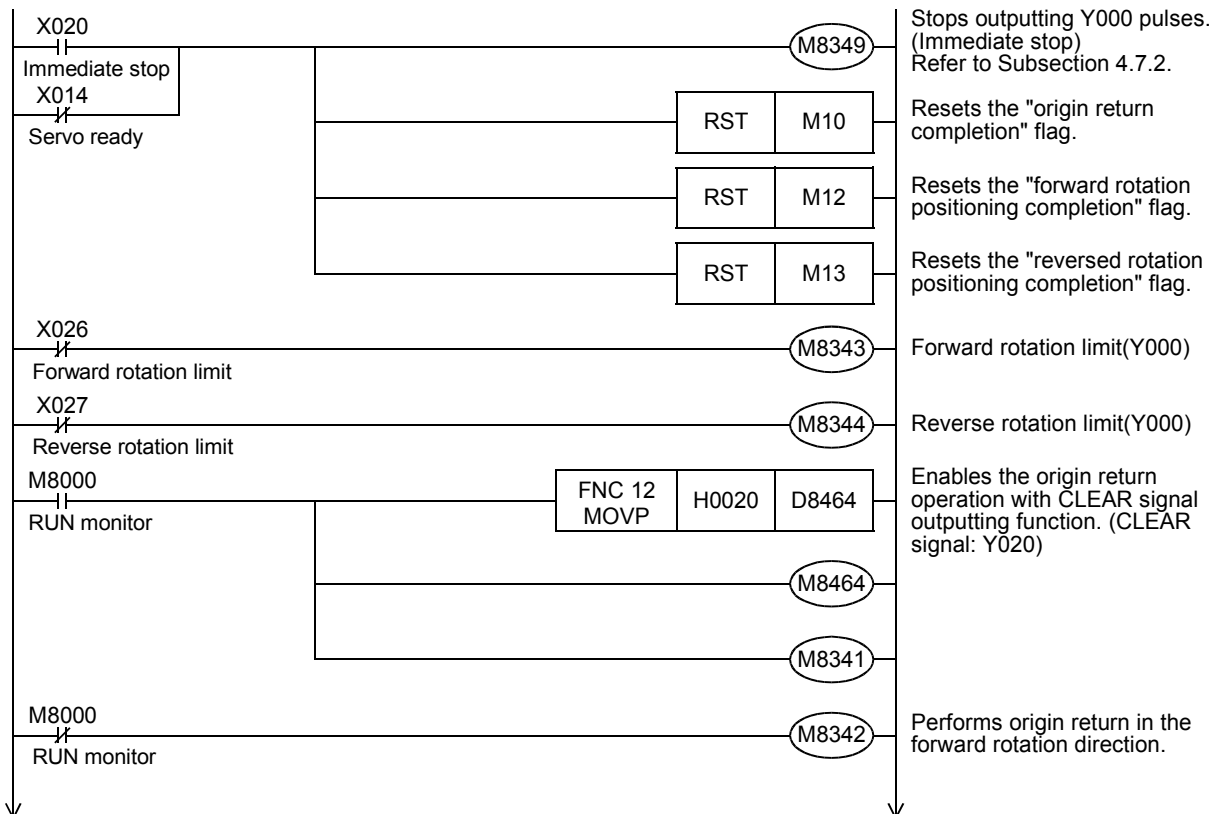 X020
Immediate stop
X014
Servo ready
M8349
Stops outputting Y000 pulses.
(Immediate stop)
Refer to Subsection 4.7.2.
RST M10
Resets the "origin return
completion" flag.
RST M12
Resets the "forward rotation
positioning completion" flag.
RST M13
Resets the "reversed rotation
positioning completion" flag.
X026
Forward rotation limit
M8343
Forward rotation limit(Y000)
X027
Reverse rotation limit
M8344
Reverse rotation limit(Y000)
M8000
RUN monitor
FNC 12
MOVP
H0020
D8464
Enables the origin return
operation with CLEAR signal
outputting function. (CLEAR
signal: Y020)
M8464
M8341
M8000
RUN monitor
M8342
Performs origin return in the
forward rotation direction.